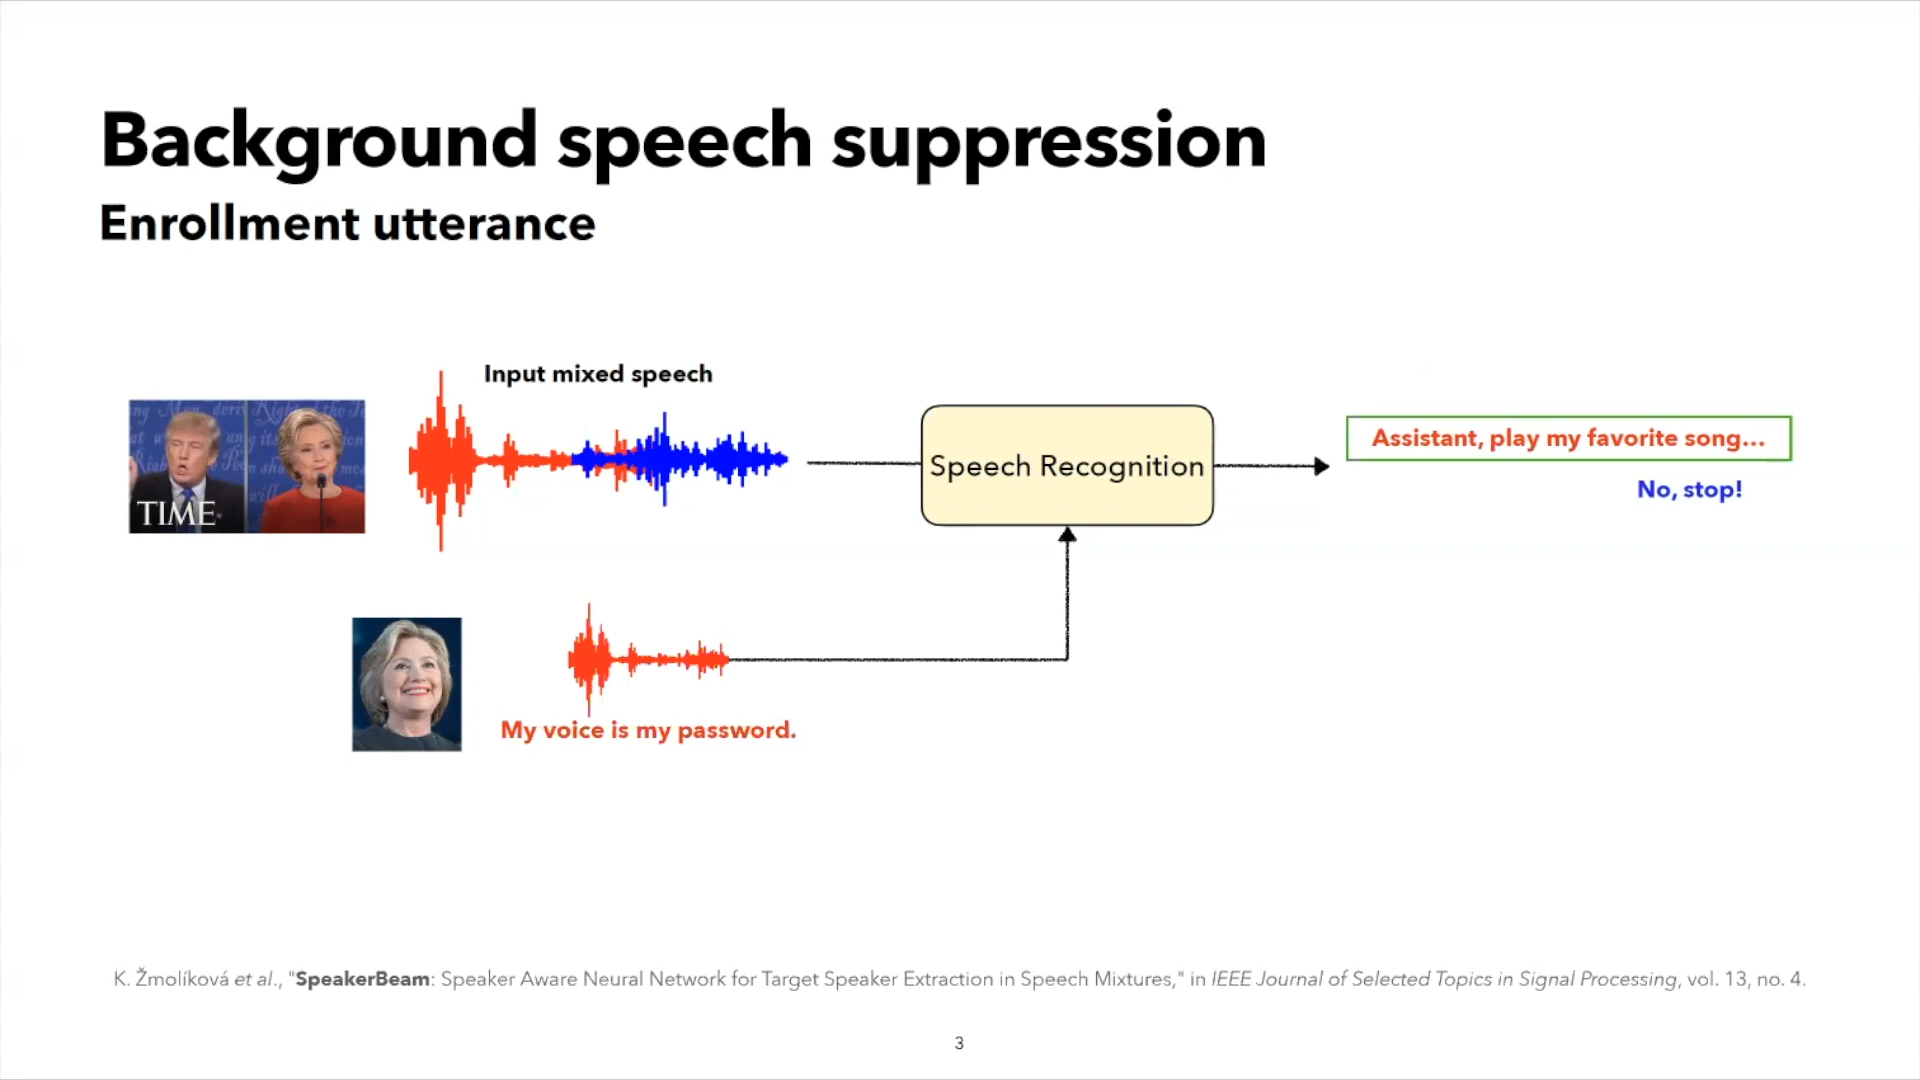 Background speech suppression
Enrollment utterance
Input mixed speech
TIME
Speech Recognition
Assistant, play my favorite song...
No, stop!
My voice is my password.
K. Žmolíková et al., "SpeakerBeam: Speaker Aware Neural Network for Target Speaker Extraction in Speech Mixtures," in IEEE Journal of Selected Topics in Signal Processing, vol. 13, no. 4.
3